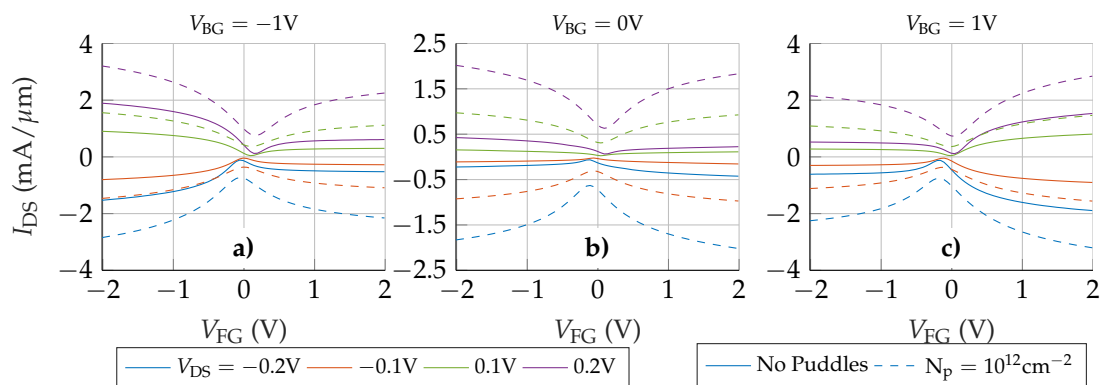 V_BG = −1V V_BG = 0V V_BG = 1V
I_DS (mA/μm)
4 2 0 −2 −4
2.5 1.5 0.5 −0.5 −1.5 −2.5
4 2 0 −2 −4
a) b) c)
−2 −1 0 1 2 −2 −1 0 1 2 −2 −1 0 1 2
V_FG (V) V_FG (V) V_FG (V)
V_DS = −0.2V −0.1V 0.1V 0.2V No Puddles N_p = 10^12cm^−2